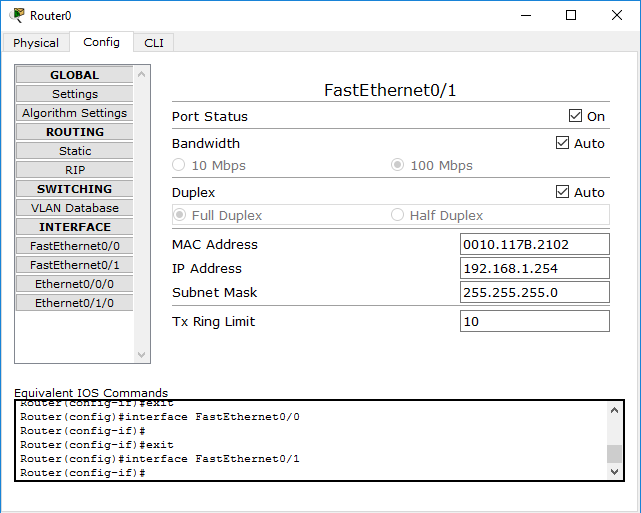 Router0
Physical Config CLI
GLOBAL
Settings
Algorithm Settings
ROUTING
Static
RIP
SWITCHING
VLAN Database
INTERFACE
FastEthernet0/0
FastEthernet0/1
Ethernet0/0/0
Ethernet0/1/0
FastEthernet0/1
Port Status On
Bandwidth Auto
10 Mbps 100 Mbps
Duplex Auto
Full Duplex Half Duplex
MAC Address 0010.117B.2102
IP Address 192.168.1.254
Subnet Mask 255.255.255.0
Tx Ring Limit 10
Equivalent IOS Commands
Router(config-if)#exit
Router(config)#interface FastEthernet0/0
Router(config-if)#
Router(config-if)#exit
Router(config)#interface FastEthernet0/1
Router(config-if)#